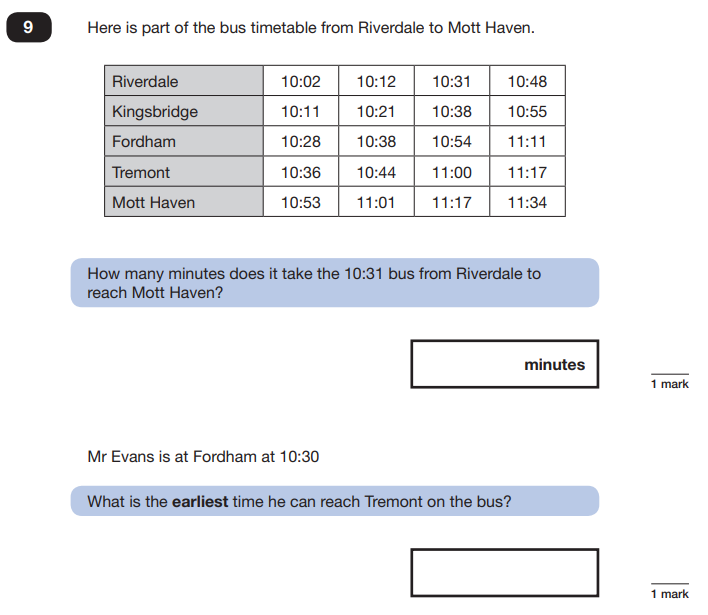 9 Here is part of the bus timetable from Riverdale to Mott Haven.
Riverdale 10:02 10:12 10:31 10:48
Kingsbridge 10:11 10:21 10:38 10:55
Fordham 10:28 10:38 10:54 11:11
Tremont 10:36 10:44 11:00 11:17
Mott Haven 10:53 11:01 11:17 11:34
How many minutes does it take the 10:31 bus from Riverdale to
reach Mott Haven?
minutes
1 mark
Mr Evans is at Fordham at 10:30
What is the earliest time he can reach Tremont on the bus?
1 mark